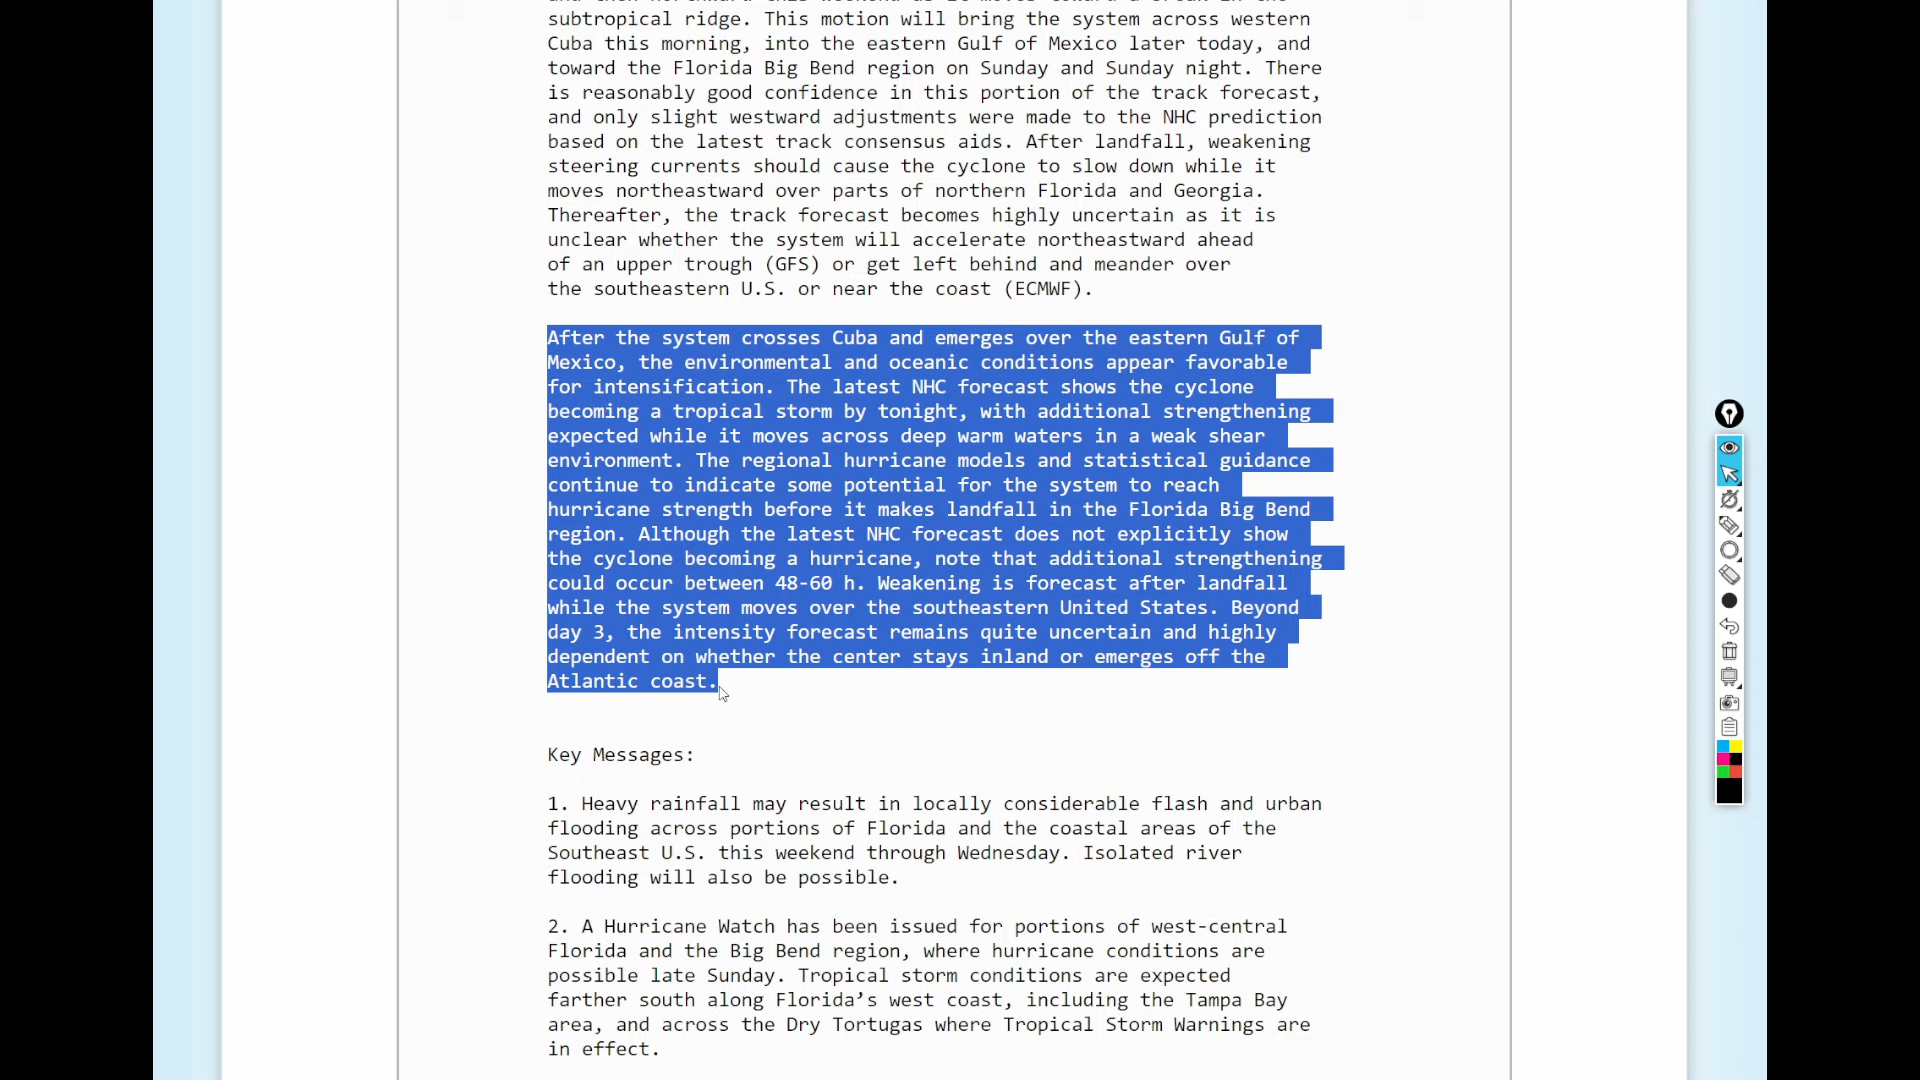 subtropical ridge. This motion will bring the system across western
Cuba this morning, into the eastern Gulf of Mexico later today, and
toward the Florida Big Bend region on Sunday and Sunday night. There
is reasonably good confidence in this portion of the track forecast,
and only slight westward adjustments were made to the NHC prediction
based on the latest track consensus aids. After landfall, weakening
steering currents should cause the cyclone to slow down while it
moves northeastward over parts of northern Florida and Georgia.
Thereafter, the track forecast becomes highly uncertain as it is
unclear whether the system will accelerate northeastward ahead
of an upper trough (GFS) or get left behind and meander over
the southeastern U.S. or near the coast (ECMWF).
After the system crosses Cuba and emerges over the eastern Gulf of
Mexico, the environmental and oceanic conditions appear favorable
for intensification. The latest NHC forecast shows the cyclone
becoming a tropical storm by tonight, with additional strengthening
expected while it moves across deep warm waters in a weak shear
environment. The regional hurricane models and statistical guidance
continue to indicate some potential for the system to reach
hurricane strength before it makes landfall in the Florida Big Bend
region. Although the latest NHC forecast does not explicitly show
the cyclone becoming a hurricane, note that additional strengthening
could occur between 48-60 h. Weakening is forecast after landfall
while the system moves over the southeastern United States. Beyond
day 3, the intensity forecast remains quite uncertain and highly
dependent on whether the center stays inland or emerges off the
Atlantic coast.
Key Messages:
1. Heavy rainfall may result in locally considerable flash and urban
flooding across portions of Florida and the coastal areas of the
Southeast U.S. this weekend through Wednesday. Isolated river
flooding will also be possible.
2. A Hurricane Watch has been issued for portions of west-central
Florida and the Big Bend region, where hurricane conditions are
possible late Sunday. Tropical storm conditions are expected
farther south along Florida’s west coast, including the Tampa Bay
area, and across the Dry Tortugas where Tropical Storm Warnings are
in effect.